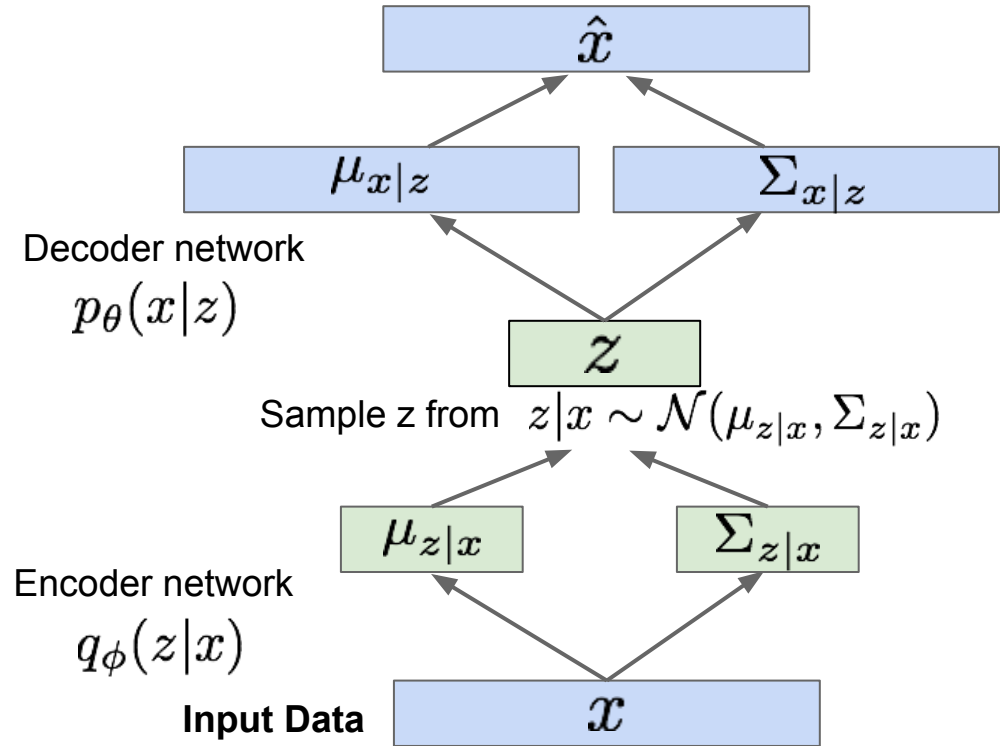 x̂
μ_{x|z} Σ_{x|z}
Decoder network
p_θ(x|z)
z
Sample z from z|x ∼ 𝒩(μ_{z|x}, Σ_{z|x})
μ_{z|x} Σ_{z|x}
Encoder network
q_ϕ(z|x)
Input Data x